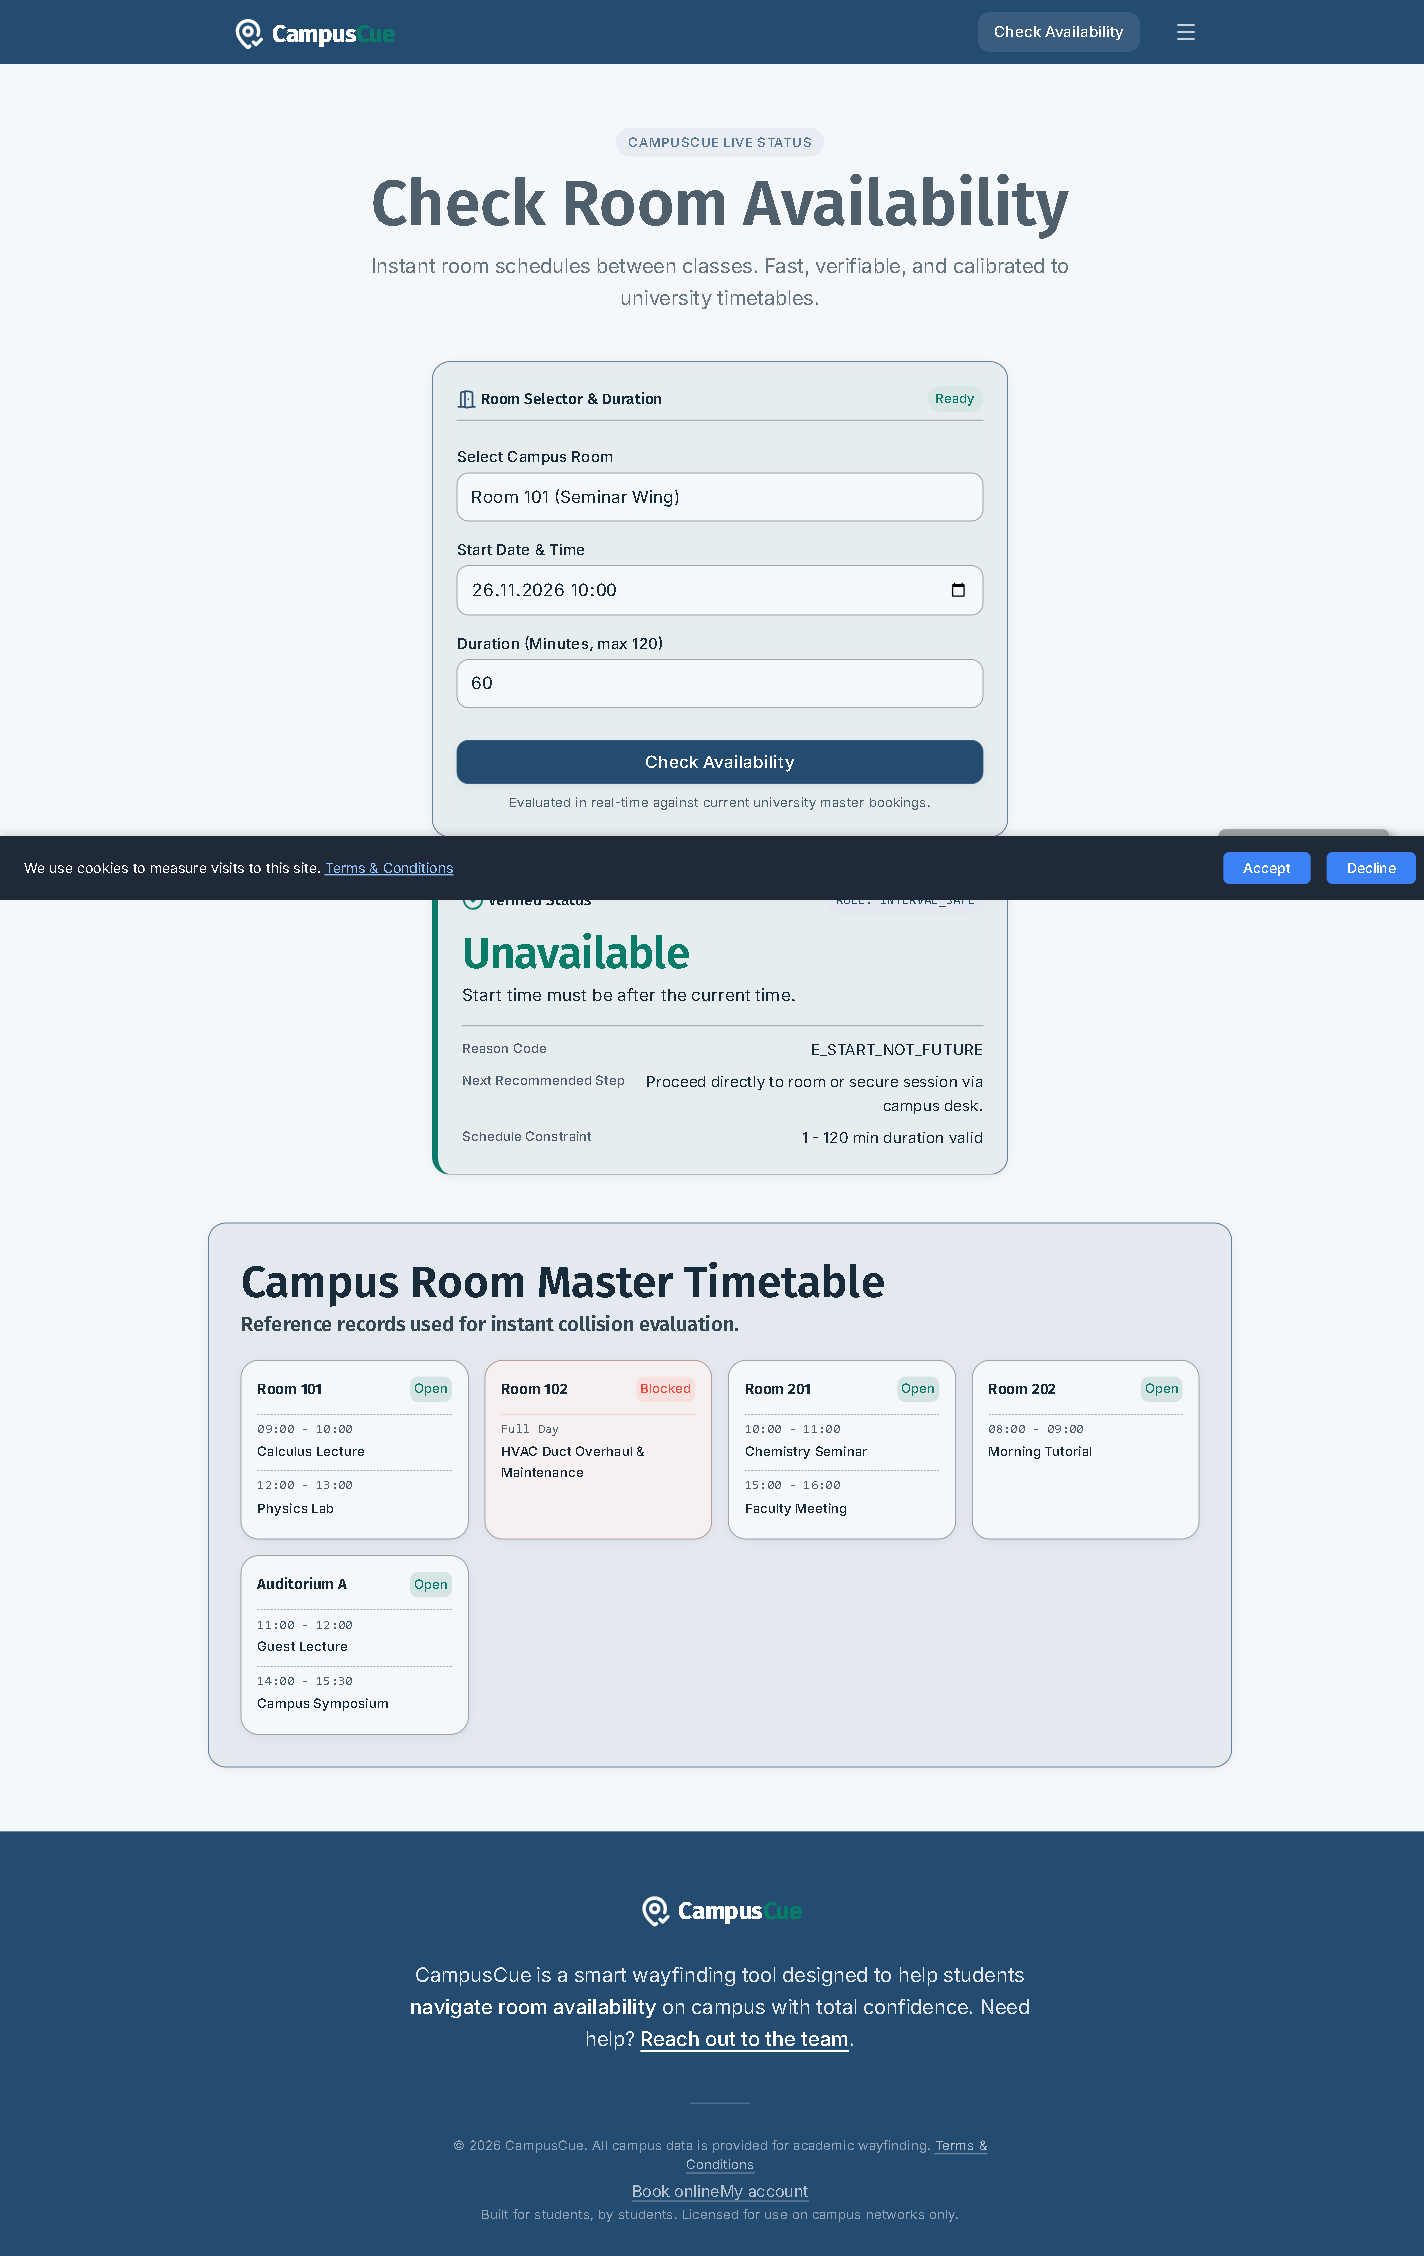 CampusCue
Check Availability
CAMPUSCUE LIVE STATUS
Check Room Availability
Instant room schedules between classes. Fast, verifiable, and calibrated to
university timetables.
Room Selector & Duration
Ready
Select Campus Room
Room 101 (Seminar Wing)
Start Date & Time
26.11.2026 10:00
Duration (Minutes, max 120)
60
Check Availability
Evaluated in real-time against current university master bookings.
We use cookies to measure visits to this site. Terms & Conditions
Accept
Decline
Verified Status
RULE: INTERVAL_SAFE
Unavailable
Start time must be after the current time.
Reason Code
E_START_NOT_FUTURE
Next Recommended Step
Proceed directly to room or secure session via
campus desk.
Schedule Constraint
1 - 120 min duration valid
Campus Room Master Timetable
Reference records used for instant collision evaluation.
Room 101
Open
09:00 - 10:00
Calculus Lecture
12:00 - 13:00
Physics Lab
Room 102
Blocked
Full Day
HVAC Duct Overhaul &
Maintenance
Room 201
Open
10:00 - 11:00
Chemistry Seminar
15:00 - 16:00
Faculty Meeting
Room 202
Open
08:00 - 09:00
Morning Tutorial
Auditorium A
Open
11:00 - 12:00
Guest Lecture
14:00 - 15:30
Campus Symposium
CampusCue
CampusCue is a smart wayfinding tool designed to help students
navigate room availability on campus with total confidence. Need
help? Reach out to the team.
© 2026 CampusCue. All campus data is provided for academic wayfinding. Terms &
Conditions
Book onlineMy account
Built for students, by students. Licensed for use on campus networks only.